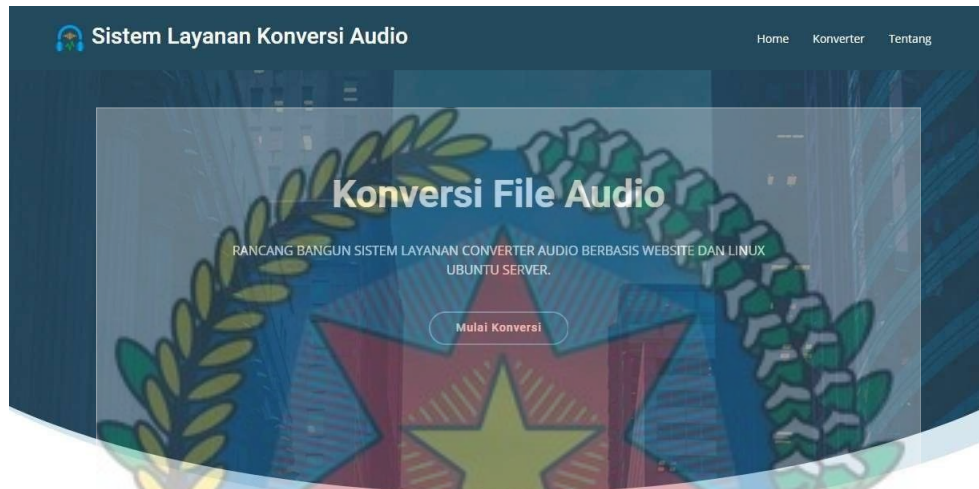 Sistem Layanan Konversi Audio
Home Konverter Tentang
Konversi File Audio
RANCANG BANGUN SISTEM LAYANAN CONVERTER AUDIO BERBASIS WEBSITE DAN LINUX
UBUNTU SERVER.
Mulai Konversi